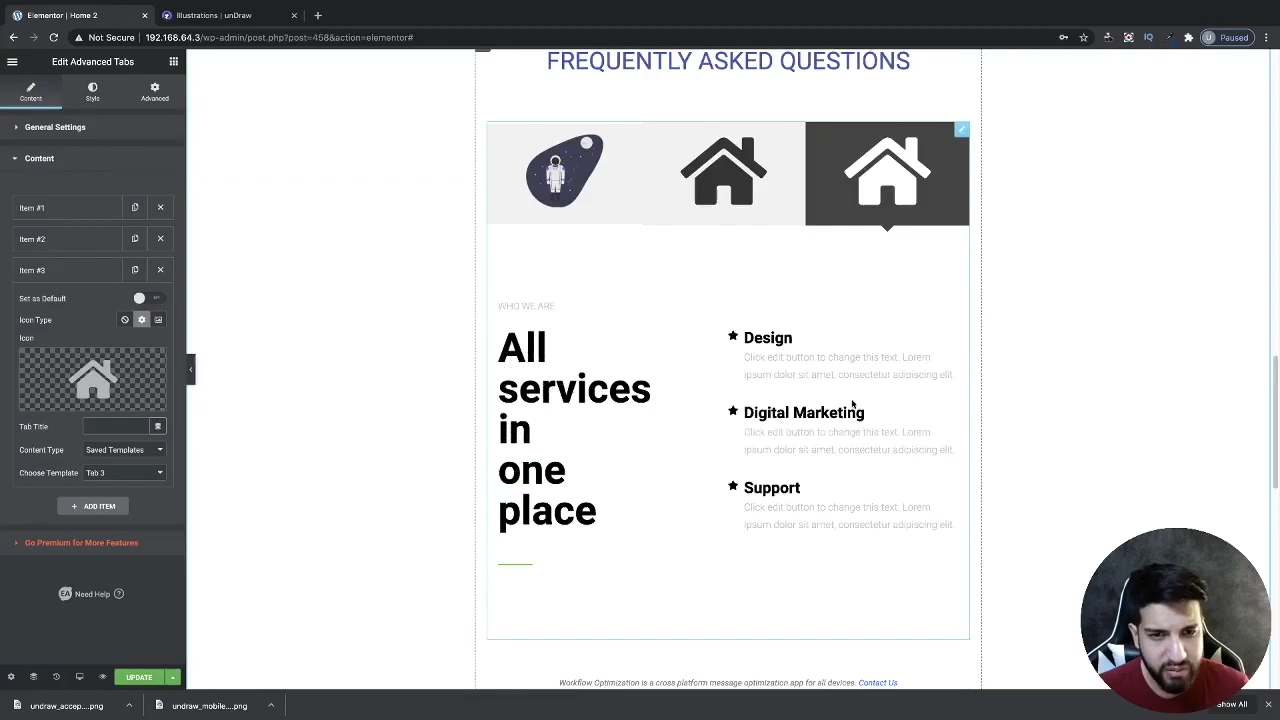 Elementor | Home
Illustrations | unDraw
Not Secure | 192.168.64.3/wp-admin/post.php?post=458&action=elementor#
IQ
U Paused
Edit Advanced Tabs
Content
Style
Advanced
General Settings
Content
Item #1
Item #2
Item #3
Set as Default
Icon Type
Icon
Tab Title
Content Type
Saved Templates
Choose Template
Tab 3
ADD ITEM
Go Premium for More Features
EA Need Help
UPDATE
FREQUENTLY ASKED QUESTIONS
WHO WE ARE
All
services
in
one
place
Design
Click edit button to change this text. Lorem
ipsum dolor sit amet, consectetur adipiscing elit.
Digital Marketing
Click edit button to change this text. Lorem
ipsum dolor sit amet, consectetur adipiscing elit.
Support
Click edit button to change this text. Lorem
ipsum dolor sit amet, consectetur adipiscing elit.
Workflow Optimization is a cross platform message optimization app for all devices. Contact Us
undraw_accep....png
undraw_mobile....png
Show All